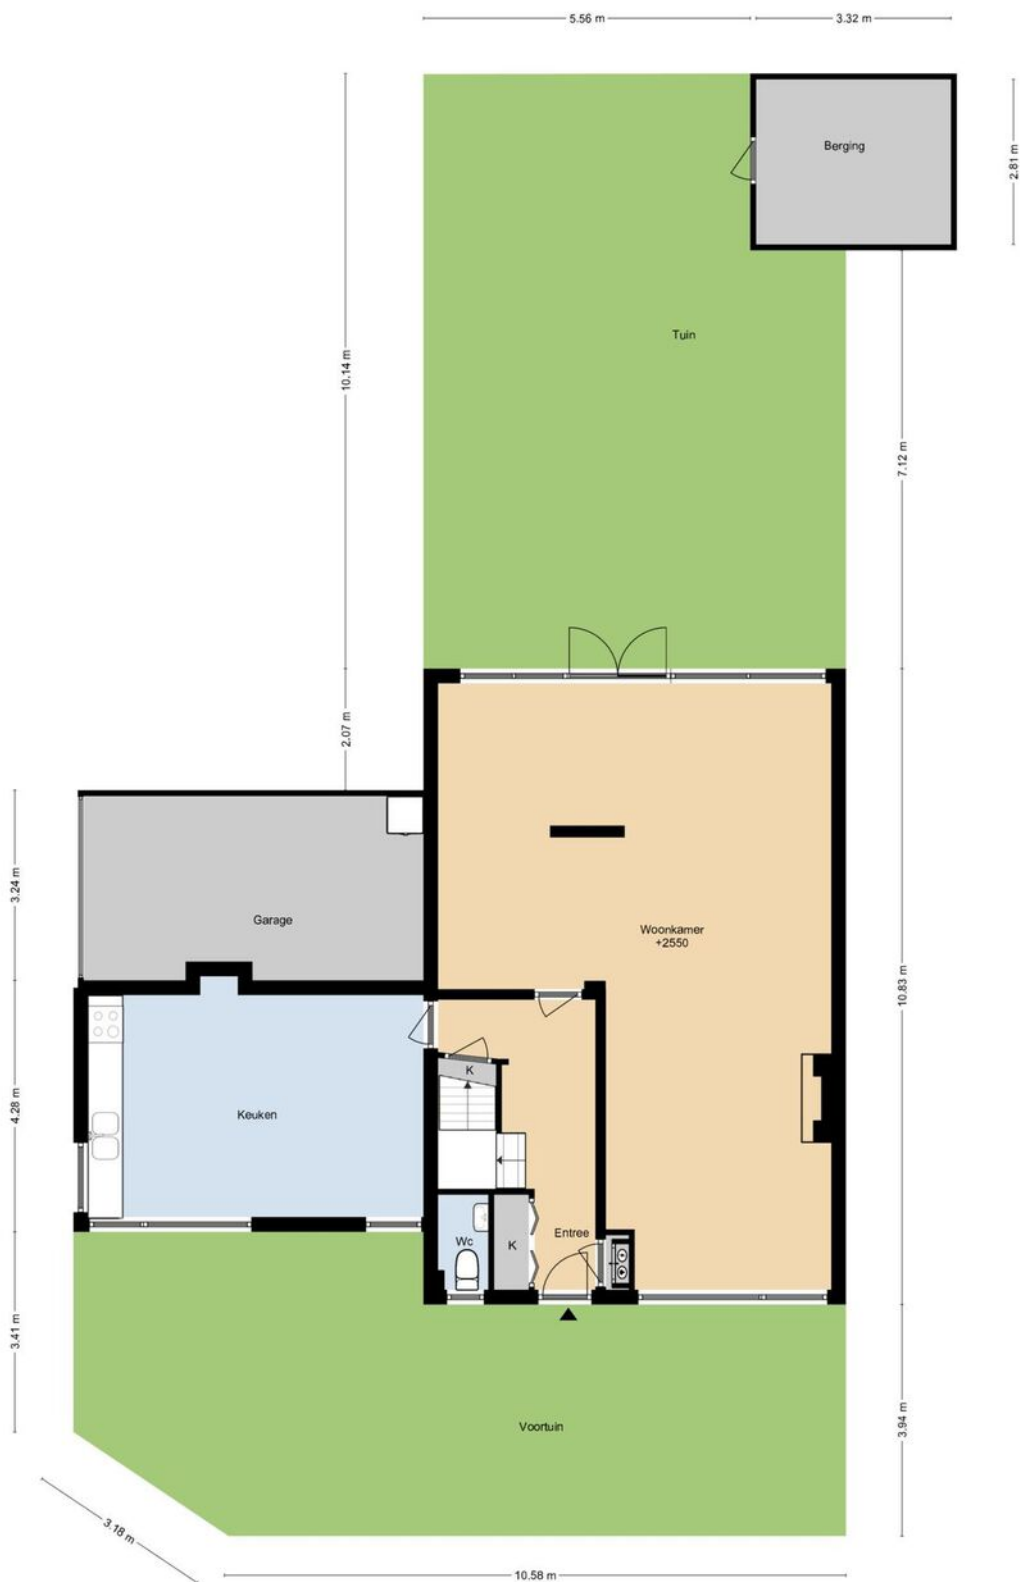 5.56 m
3.32 m
Berging
2.81 m
Tuin
10.14 m
7.12 m
2.07 m
3.24 m
Garage
Woonkamer
+2550
10.83 m
K
4.28 m
Keuken
Entree
Wc
K
3.41 m
3.94 m
Voortuin
3.18 m
10.58 m